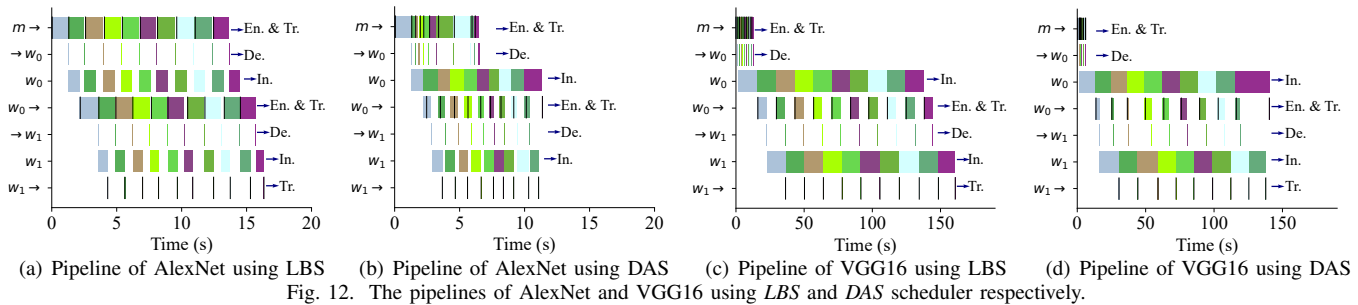 m →
→ w0
w0
w0 →
→ w1
w1
w1 →
En. & Tr.
De.
In.
En. & Tr.
De.
In.
Tr.
0 5 10 15 20
Time (s)
(a) Pipeline of AlexNet using LBS
m →
→ w0
w0
w0 →
→ w1
w1
w1 →
En. & Tr.
De.
In.
En. & Tr.
De.
In.
0 5 10 15 20
Time (s)
(b) Pipeline of AlexNet using DAS
m →
→ w0
w0
w0 →
→ w1
w1
w1 →
En. & Tr.
De.
In.
En. & Tr.
De.
In.
Tr.
0 50 100 150
Time (s)
(c) Pipeline of VGG16 using LBS
m →
→ w0
w0
w0 →
→ w1
w1
w1 →
En. & Tr.
De.
In.
En. & Tr.
De.
In.
Tr.
0 50 100 150
Time (s)
(d) Pipeline of VGG16 using DAS
Fig. 12. The pipelines of AlexNet and VGG16 using LBS and DAS scheduler respectively.